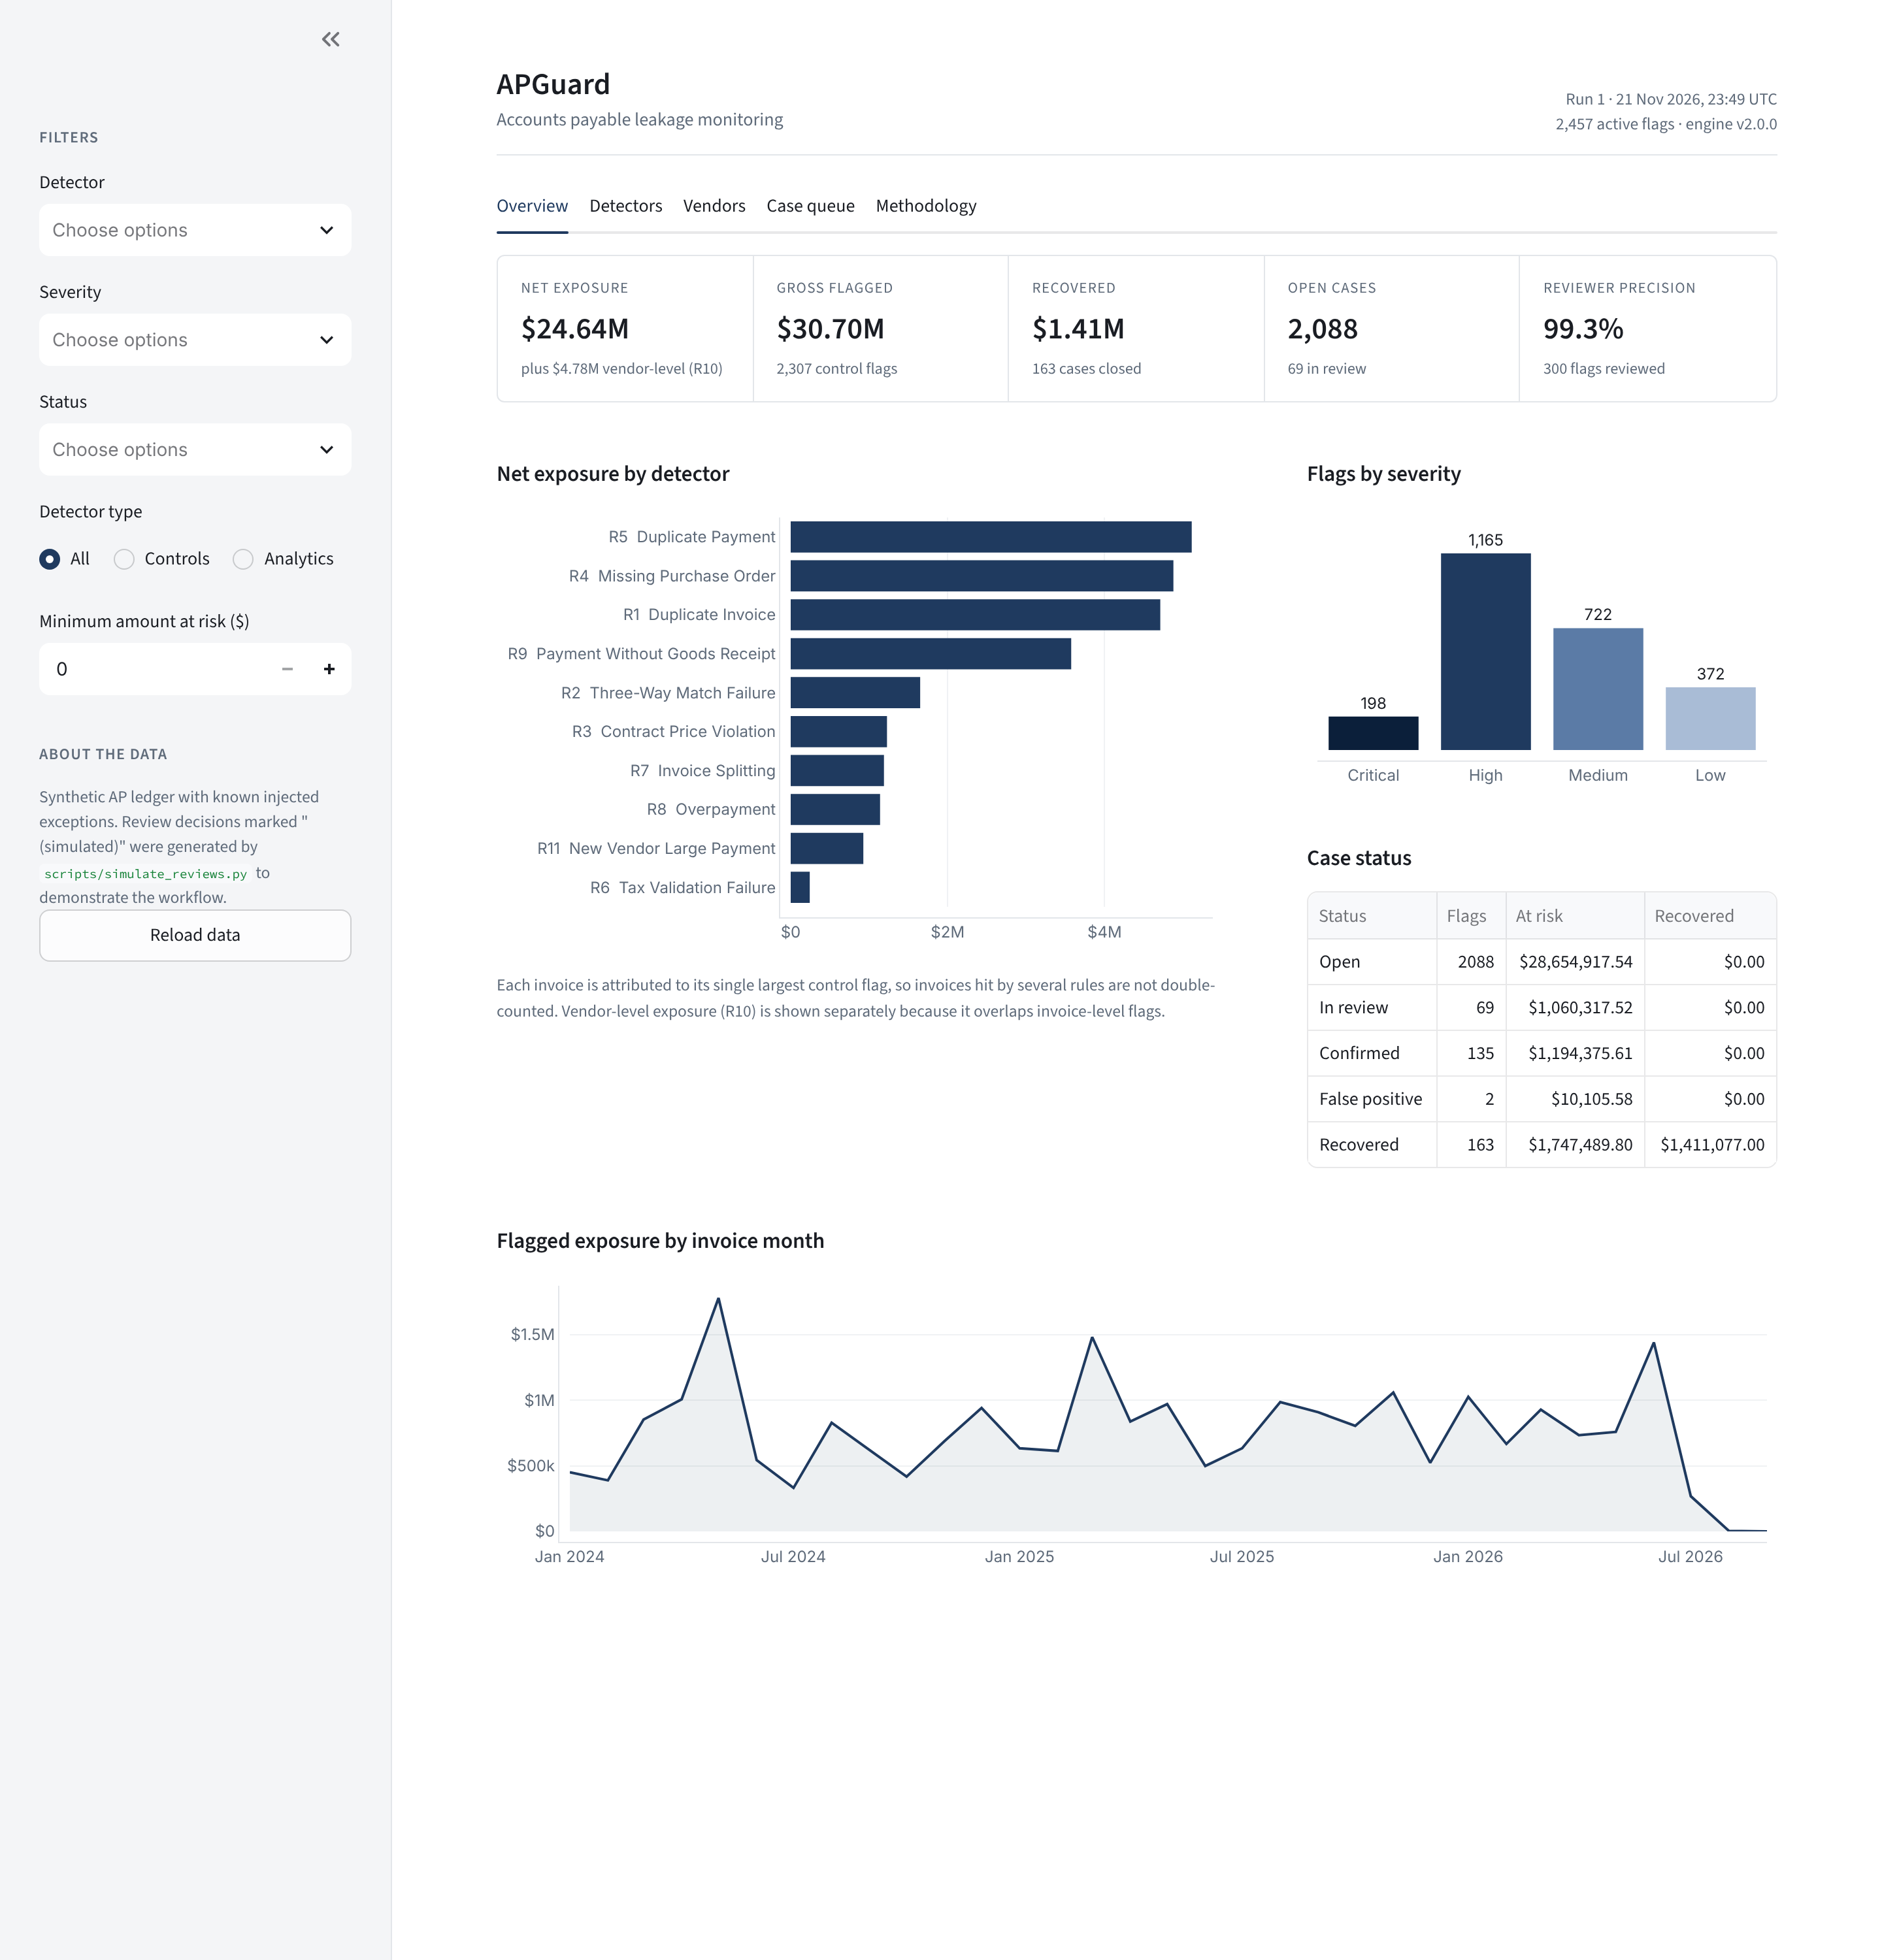 FILTERS
Detector
Choose options
Severity
Choose options
Status
Choose options
Detector type
All Controls Analytics
Minimum amount at risk ($)
0
ABOUT THE DATA
Synthetic AP ledger with known injected
exceptions. Review decisions marked "
(simulated)" were generated by
scripts/simulate_reviews.py to
demonstrate the workflow.
Reload data
APGuard
Accounts payable leakage monitoring
Run 1 · 21 Nov 2026, 23:49 UTC
2,457 active flags · engine v2.0.0
Overview Detectors Vendors Case queue Methodology
NET EXPOSURE
$24.64M
plus $4.78M vendor-level (R10)
GROSS FLAGGED
$30.70M
2,307 control flags
RECOVERED
$1.41M
163 cases closed
OPEN CASES
2,088
69 in review
REVIEWER PRECISION
99.3%
300 flags reviewed
Net exposure by detector
R5 Duplicate Payment
R4 Missing Purchase Order
R1 Duplicate Invoice
R9 Payment Without Goods Receipt
R2 Three-Way Match Failure
R3 Contract Price Violation
R7 Invoice Splitting
R8 Overpayment
R11 New Vendor Large Payment
R6 Tax Validation Failure
$0 $2M $4M
Each invoice is attributed to its single largest control flag, so invoices hit by several rules are not double-
counted. Vendor-level exposure (R10) is shown separately because it overlaps invoice-level flags.
Flags by severity
198 1,165 722 372
Critical High Medium Low
Case status
Status Flags At risk Recovered
Open 2088 $28,654,917.54 $0.00
In review 69 $1,060,317.52 $0.00
Confirmed 135 $1,194,375.61 $0.00
False positive 2 $10,105.58 $0.00
Recovered 163 $1,747,489.80 $1,411,077.00
Flagged exposure by invoice month
$1.5M
$1M
$500k
$0
Jan 2024 Jul 2024 Jan 2025 Jul 2025 Jan 2026 Jul 2026